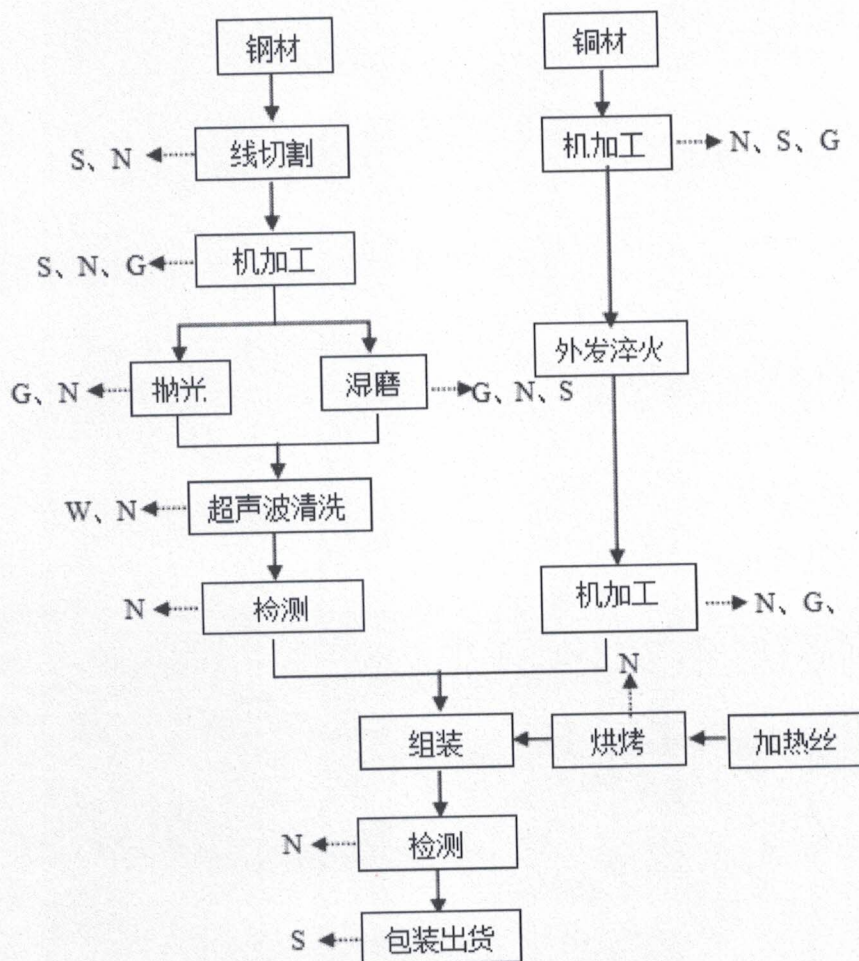 钢材
铜材
S、N
线切割
机加工
N、S、G
S、N、G
机加工
外发淬火
G、N
抛光
湿磨
G、N、S
W、N
超声波清洗
N
检测
机加工
N、G、
N
组装
烘烤
加热丝
N
检测
S
包装出货